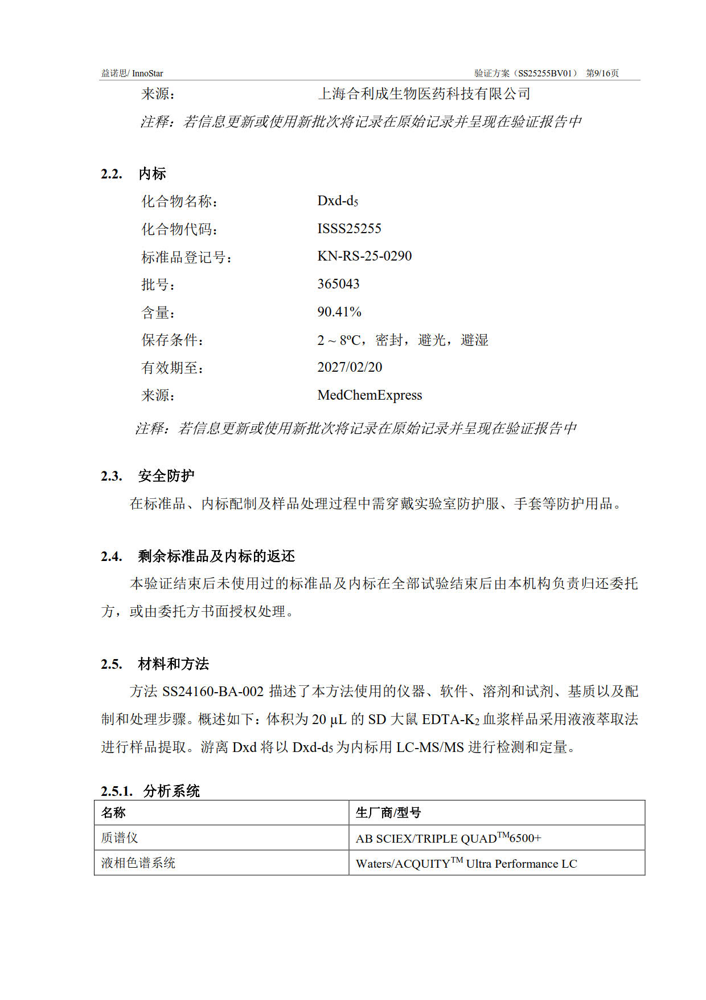 益诺思/ InnoStar 验证方案（SS25255BV01） 第9/16页
来源： 上海合利成生物医药科技有限公司
注释：若信息更新或使用新批次将记录在原始记录并呈现在验证报告中
2.2. 内标
化合物名称： Dxd-d₅
化合物代码： ISSS25255
标准品登记号： KN-RS-25-0290
批号： 365043
含量： 90.41%
保存条件： 2 ~ 8ºC，密封，避光，避湿
有效期至： 2027/02/20
来源： MedChemExpress
注释：若信息更新或使用新批次将记录在原始记录并呈现在验证报告中
2.3. 安全防护
在标准品、内标配制及样品处理过程中需穿戴实验室防护服、手套等防护用品。
2.4. 剩余标准品及内标的返还
本验证结束后未使用过的标准品及内标在全部试验结束后由本机构负责归还委托
方，或由委托方书面授权处理。
2.5. 材料和方法
方法 SS24160-BA-002 描述了本方法使用的仪器、软件、溶剂和试剂、基质以及配
制和处理步骤。概述如下：体积为 20 µL 的 SD 大鼠 EDTA-K₂ 血浆样品采用液液萃取法
进行样品提取。游离 Dxd 将以 Dxd-d₅ 为内标用 LC-MS/MS 进行检测和定量。
2.5.1. 分析系统
名称 生厂商/型号
质谱仪 AB SCIEX/TRIPLE QUAD™6500+
液相色谱系统 Waters/ACQUITY™ Ultra Performance LC